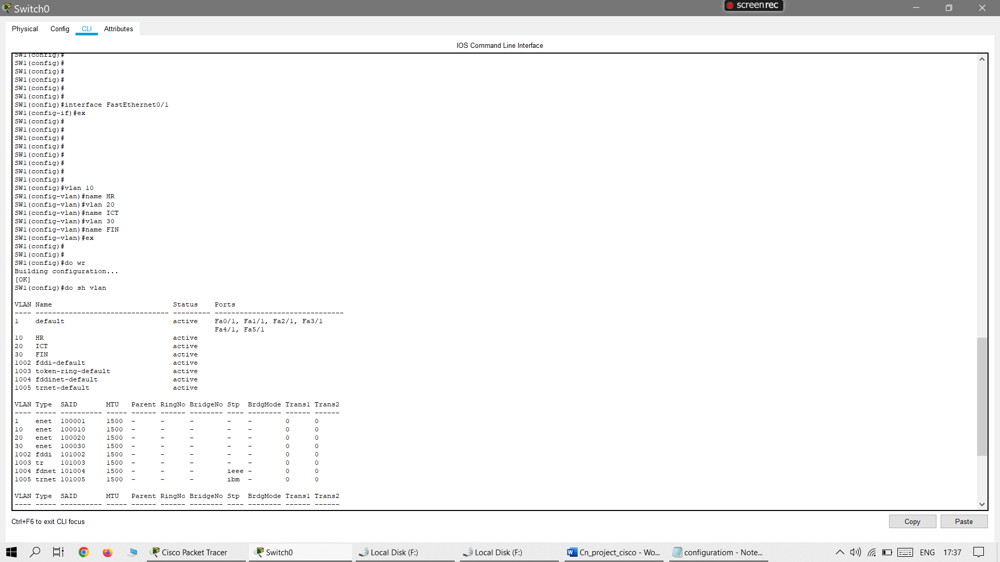 Switch0
screenrec
Physical Config CLI Attributes
IOS Command Line Interface
SW1(config)#
SW1(config)#
SW1(config)#
SW1(config)#
SW1(config)#
SW1(config)#
SW1(config)#interface FastEthernet0/1
SW1(config-if)#ex
SW1(config)#
SW1(config)#
SW1(config)#
SW1(config)#
SW1(config)#
SW1(config)#
SW1(config)#
SW1(config)#
SW1(config)#vlan 10
SW1(config-vlan)#name HR
SW1(config-vlan)#vlan 20
SW1(config-vlan)#name ICT
SW1(config-vlan)#vlan 30
SW1(config-vlan)#name FIN
SW1(config-vlan)#ex
SW1(config)#
SW1(config)#
SW1(config)#do wr
Building configuration...
[OK]
SW1(config)#do sh vlan
VLAN Name                             Status    Ports
---- -------------------------------- --------- -------------------------------
1    default                          active    Fa0/1, Fa1/1, Fa2/1, Fa3/1
                                                Fa4/1, Fa5/1
10   HR                               active
20   ICT                              active
30   FIN                              active
1002 fddi-default                     active
1003 token-ring-default               active
1004 fddinet-default                  active
1005 trnet-default                    active
VLAN Type  SAID       MTU   Parent RingNo BridgeNo Stp  BrdgMode Trans1 Trans2
---- ----- ---------- ----- ------ ------ -------- ---- -------- ------ ------
1    enet  100001     1500  -      -      -        -    -        0      0
10   enet  100010     1500  -      -      -        -    -        0      0
20   enet  100020     1500  -      -      -        -    -        0      0
30   enet  100030     1500  -      -      -        -    -        0      0
1002 fddi  101002     1500  -      -      -        -    -        0      0
1003 tr    101003     1500  -      -      -        -    -        0      0
1004 fdnet 101004     1500  -      -      -        ieee -        0      0
1005 trnet 101005     1500  -      -      -        ibm  -        0      0
VLAN Type  SAID       MTU   Parent RingNo BridgeNo Stp  BrdgMode Trans1 Trans2
---- ----- ---------- ----- ------ ------ -------- ---- -------- ------ ------
Ctrl+F6 to exit CLI focus
Copy Paste
Cisco Packet Tracer Switch0 Local Disk (F:) Local Disk (F:) Cn_project_cisco - Wo... configuratiom - Note... ENG 17:37